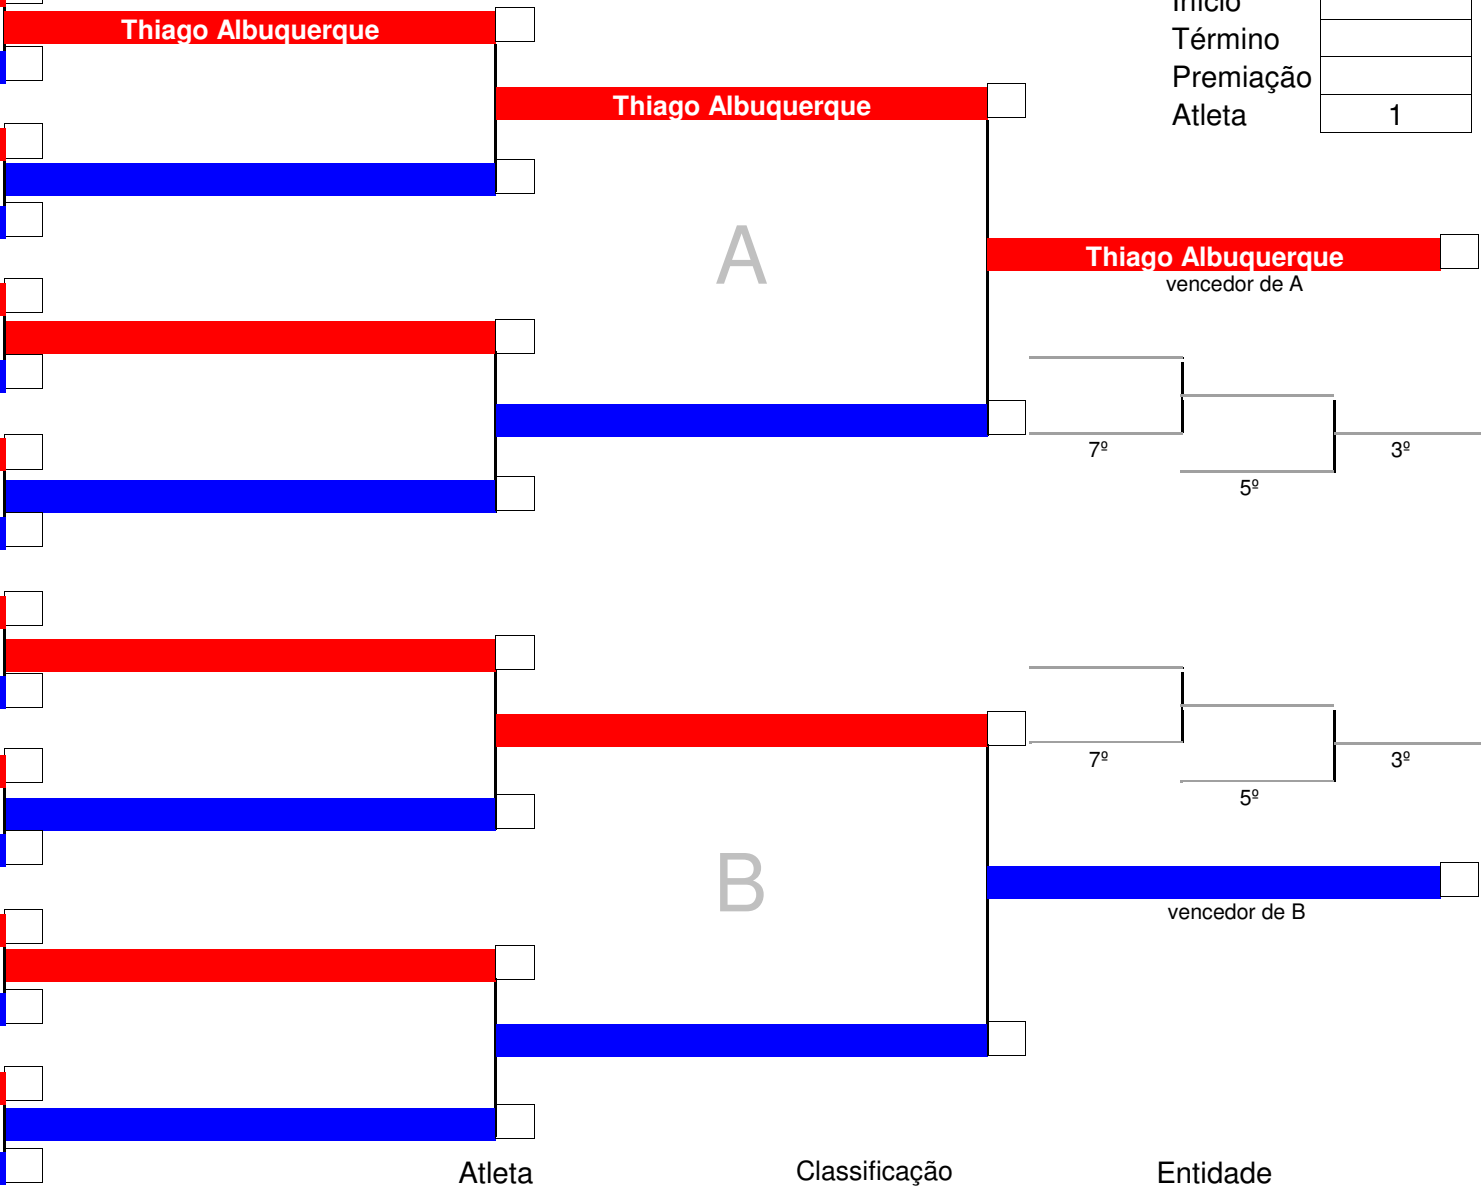 Início
Thiago Albuquerque
Término
Premiação
Thiago Albuquerque
Atleta 1
A
Thiago Albuquerque
vencedor de A
7º 3º
5º
7º 3º
5º
B
vencedor de B
Atleta Classificação Entidade